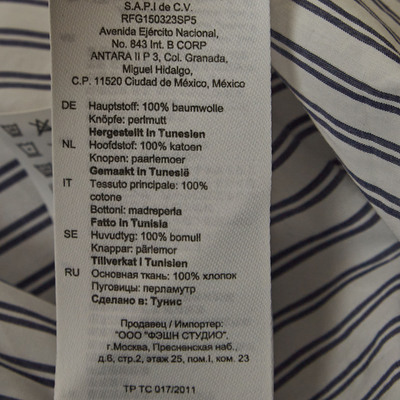 S.A.P.I de C.V.
RFG150323SP5
Avenida Ejército Nacional,
No. 843 Int. B CORP
ANTARA II P 3, Col. Granada,
Miguel Hidalgo,
C.P. 11520 Ciudad de México, México
DE Hauptstoff: 100% baumwolle
Knöpfe: perlmutt
Hergestellt in Tunesien
NL Hoofdstof: 100% katoen
Knopen: paarlemoer
Gemaakt in Tunesië
IT Tessuto principale: 100%
cotone
Bottoni: madreperla
Fatto in Tunisia
SE Huvudtyg: 100% bomull
Knappar: pärlemor
Tillverkat i Tunisien
RU Основная ткань: 100% хлопок
Пуговицы: перламутр
Сделано в: Тунис
Продавец / Импортер:
"ООО "ФЭШН СТУДИО",
г.Москва, Пресненская наб.,
д.6, стр.2, этаж 25, пом.I, ком. 23
ТР ТС 017/2011